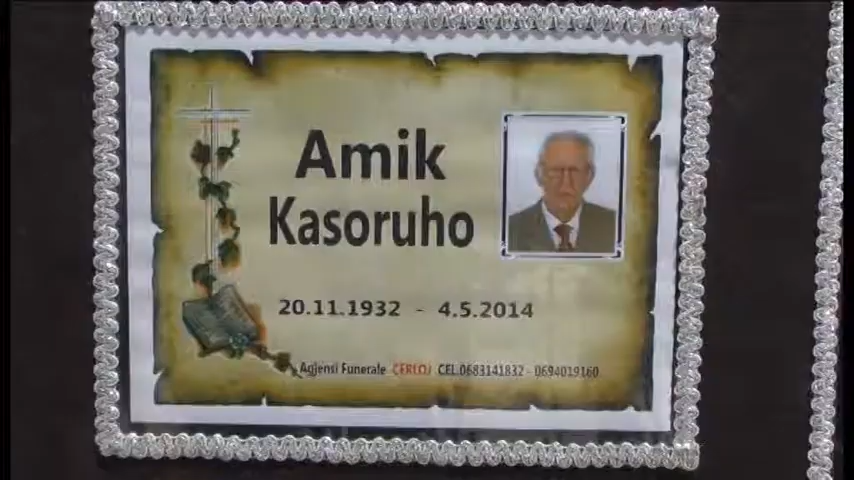 Amik
Kasoruho
20.11.1932 - 4.5.2014
Agjensi Funerale CERLOJ CEL.0683141832 - 0694019160